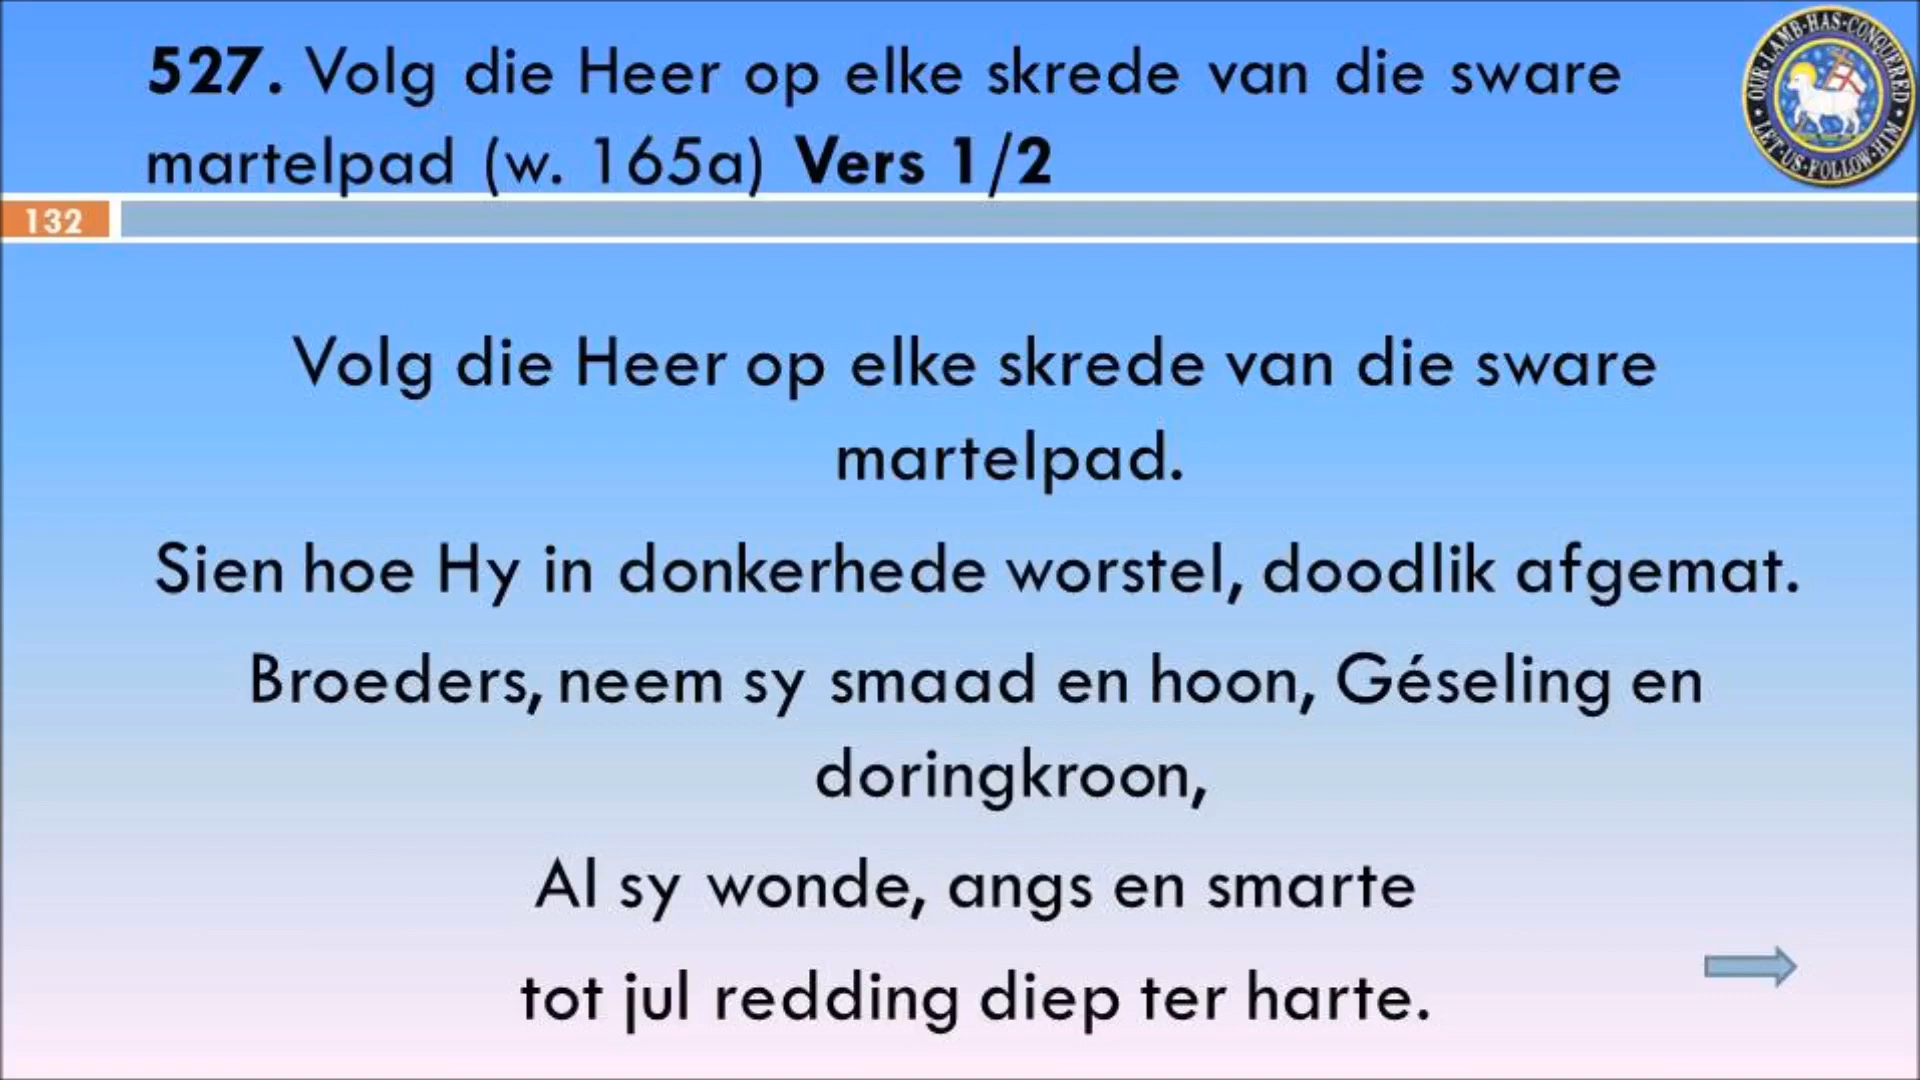 527. Volg die Heer op elke skrede van die sware
martelpad (w. 165a) Vers 1/2
OUR·LAMB·HAS·CONQUERED
LET·US·FOLLOW·HIM
132
Volg die Heer op elke skrede van die sware
martelpad.
Sien hoe Hy in donkerhede worstel, doodlik afgemat.
Broeders, neem sy smaad en hoon, Géseling en
doringkroon,
Al sy wonde, angs en smarte
tot jul redding diep ter harte.